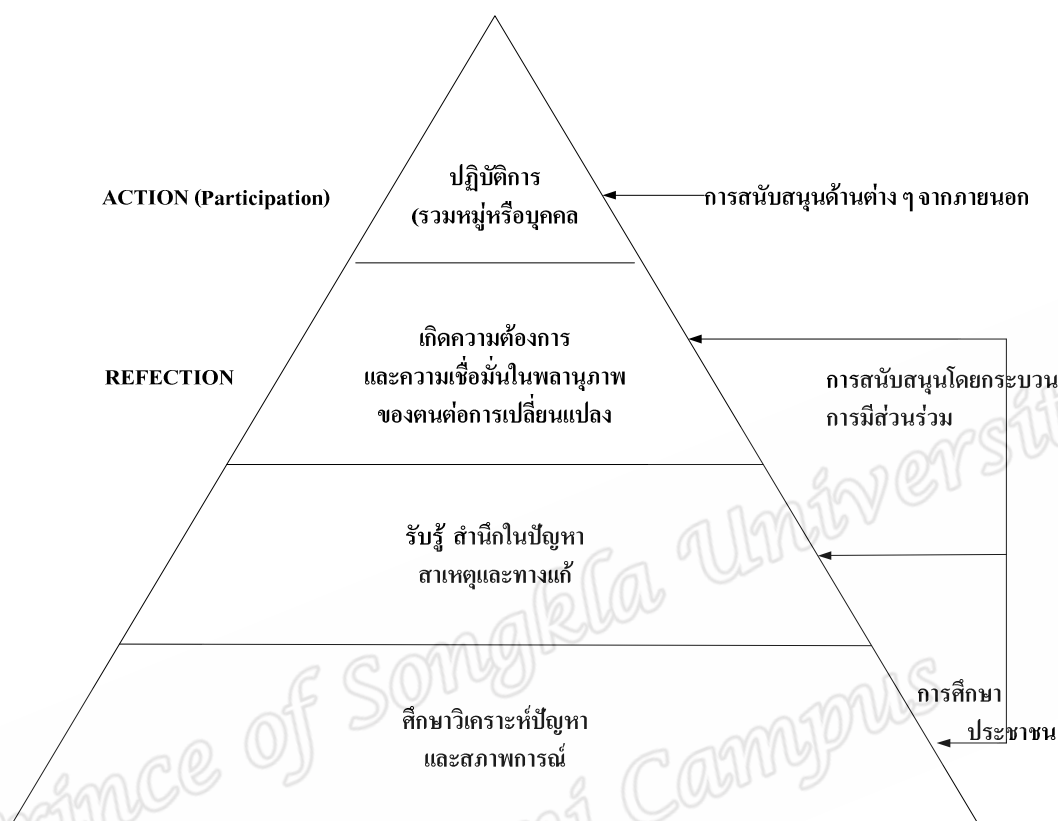 ปฏิบัติการ
(รวมหมู่หรือบุคคล
ACTION (Participation)
การสนับสนุนด้านต่าง ๆ จากภายนอก
เกิดความต้องการ
และความเชื่อมั่นในพลานุภาพ
ของตนต่อการเปลี่ยนแปลง
REFECTION
การสนับสนุนโดยกระบวน
การมีส่วนร่วม
รับรู้ สำนึกในปัญหา
สาเหตุและทางแก้
ศึกษาวิเคราะห์ปัญหา
และสภาพการณ์
การศึกษา
ประชาชน
Prince of Songkla Universit
Campus